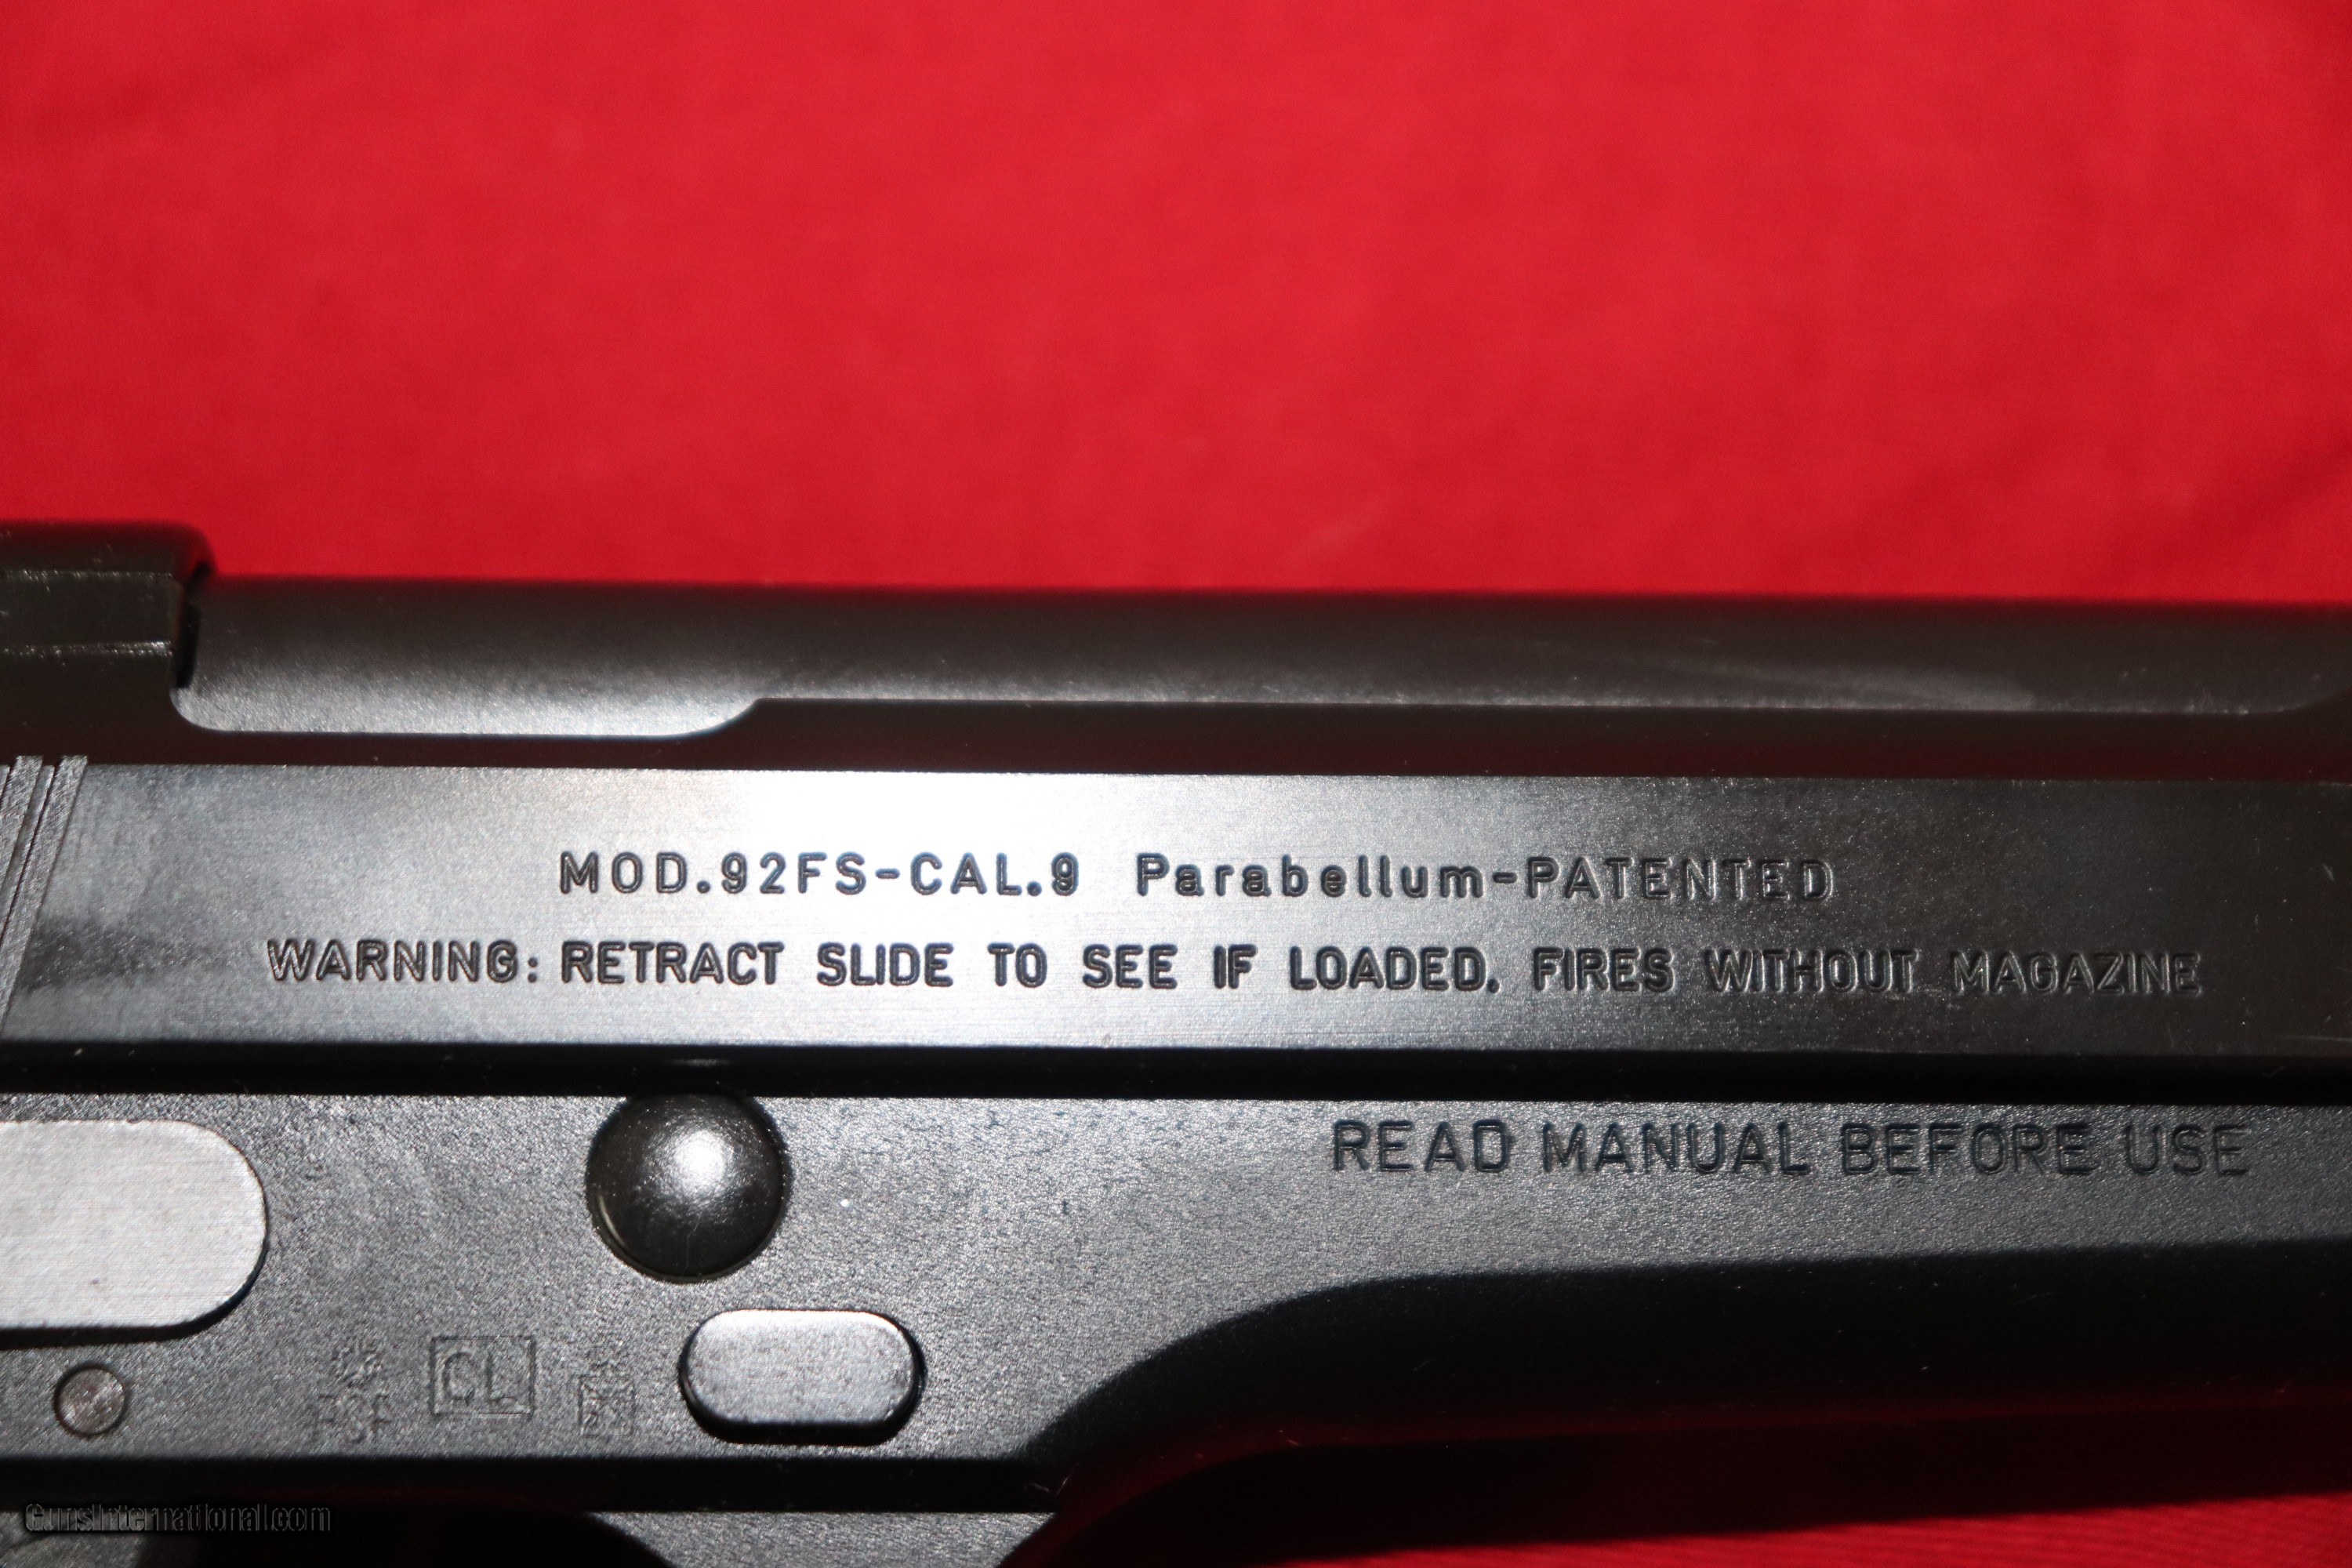 MOD.92FS-CAL.9 Parabellum-PATENTED
WARNING: RETRACT SLIDE TO SEE IF LOADED. FIRES WITHOUT MAGAZINE
READ MANUAL BEFORE USE
CL
PSF
GunsInternational.com